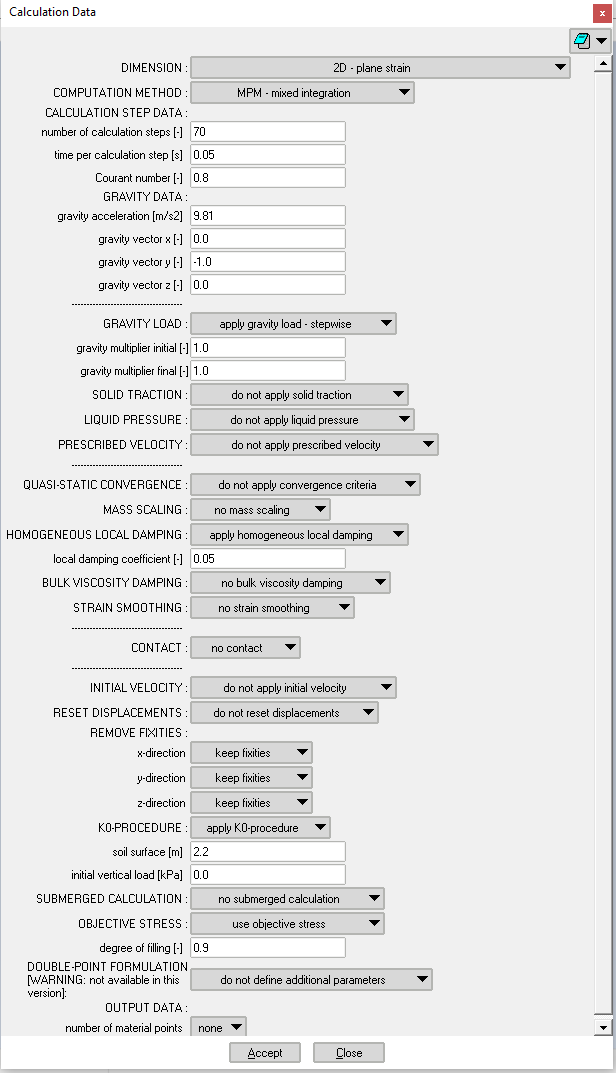 Calculation Data
x
DIMENSION : 2D - plane strain
COMPUTATION METHOD : MPM - mixed integration
CALCULATION STEP DATA :
number of calculation steps [-] 70
time per calculation step [s] 0.05
Courant number [-] 0.8
GRAVITY DATA :
gravity acceleration [m/s2] 9.81
gravity vector x [-] 0.0
gravity vector y [-] -1.0
gravity vector z [-] 0.0
-------------------------------------
GRAVITY LOAD : apply gravity load - stepwise
gravity multiplier initial [-] 1.0
gravity multiplier final [-] 1.0
SOLID TRACTION : do not apply solid traction
LIQUID PRESSURE : do not apply liquid pressure
PRESCRIBED VELOCITY : do not apply prescribed velocity
-------------------------------------
QUASI-STATIC CONVERGENCE : do not apply convergence criteria
MASS SCALING : no mass scaling
HOMOGENEOUS LOCAL DAMPING : apply homogeneous local damping
local damping coefficient [-] 0.05
BULK VISCOSITY DAMPING : no bulk viscosity damping
STRAIN SMOOTHING : no strain smoothing
-------------------------------------
CONTACT : no contact
-------------------------------------
INITIAL VELOCITY : do not apply initial velocity
RESET DISPLACEMENTS : do not reset displacements
REMOVE FIXITIES :
x-direction keep fixities
y-direction keep fixities
z-direction keep fixities
K0-PROCEDURE : apply K0-procedure
soil surface [m] 2.2
initial vertical load [kPa] 0.0
SUBMERGED CALCULATION : no submerged calculation
OBJECTIVE STRESS : use objective stress
degree of filling [-] 0.9
DOUBLE-POINT FORMULATION
[WARNING: not available in this do not define additional parameters
version]:
OUTPUT DATA :
number of material points none
Accept Close